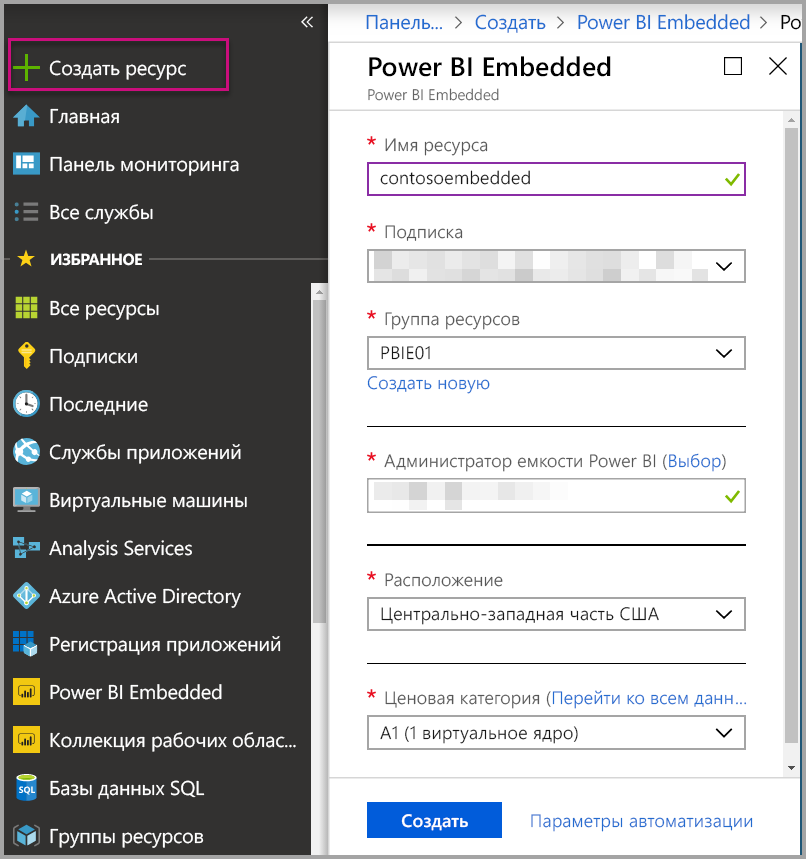 «
Создать ресурс
Главная
Панель мониторинга
Все службы
ИЗБРАННОЕ
Все ресурсы
Подписки
Последние
Службы приложений
Виртуальные машины
Analysis Services
Azure Active Directory
Регистрация приложений
Power BI Embedded
Коллекция рабочих облас...
SQL
Базы данных SQL
Группы ресурсов
Панель... > Создать > Power BI Embedded > Po
Power BI Embedded
Power BI Embedded
* Имя ресурса
contosoembedded
* Подписка
* Группа ресурсов
PBIE01
Создать новую
* Администратор емкости Power BI (Выбор)
* Расположение
Центрально-западная часть США
* Ценовая категория (Перейти ко всем данн...
A1 (1 виртуальное ядро)
Создать
Параметры автоматизации